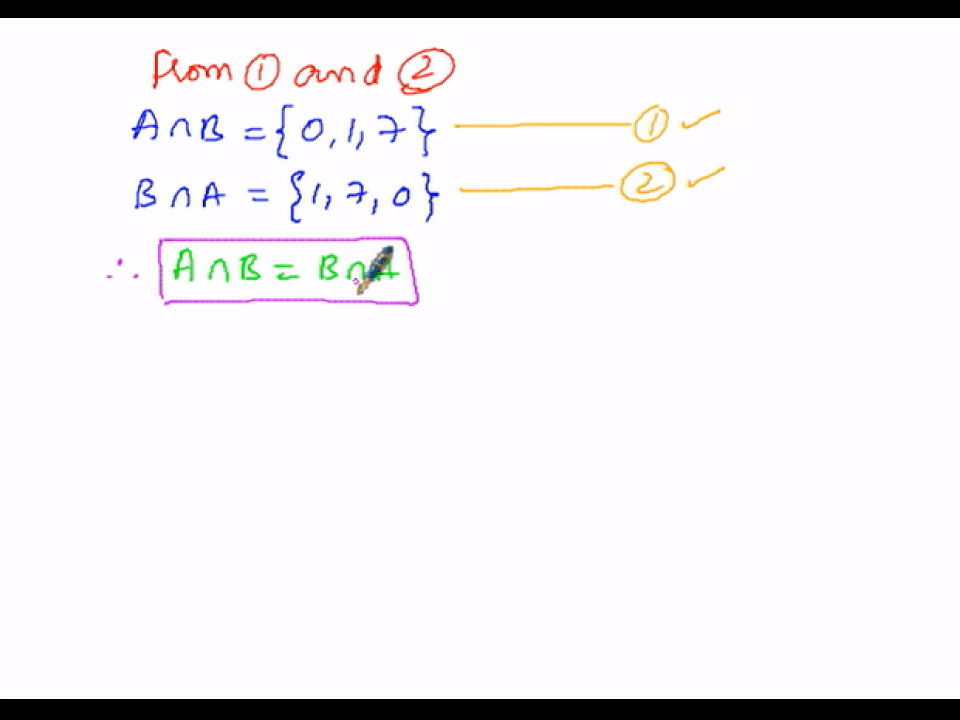 from ① and ②
A∩B = {0, 1, 7} ——— ① ✓
B∩A = {1, 7, 0} ——— ② ✓
∴ A∩B = B∩A